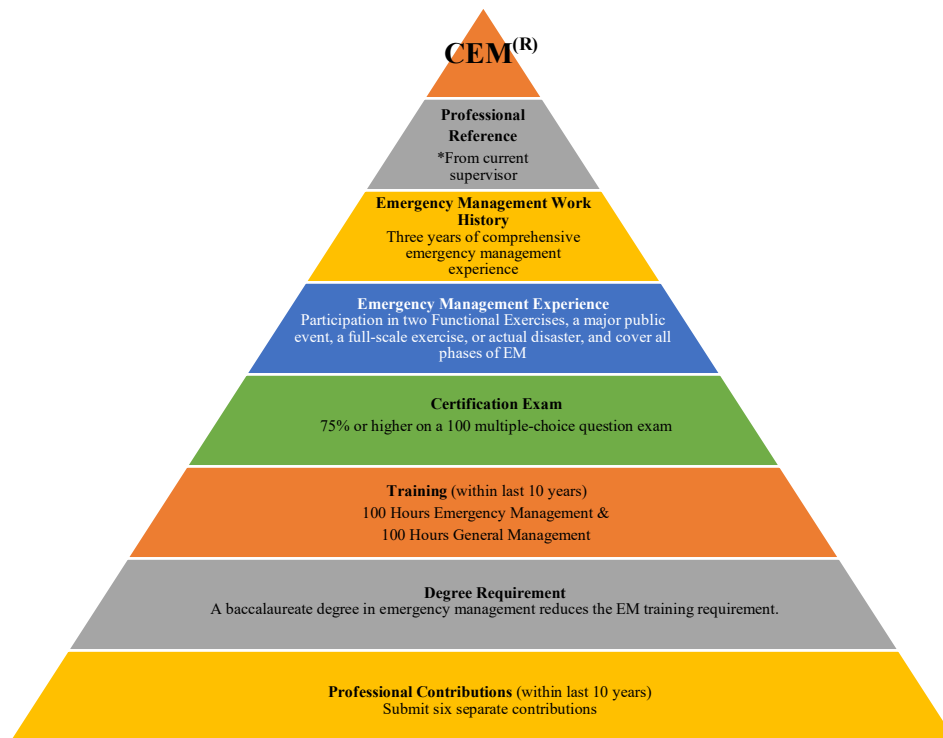 CEM(R)
Professional
Reference
*From current
supervisor
Emergency Management Work
History
Three years of comprehensive
emergency management
experience
Emergency Management Experience
Participation in two Functional Exercises, a major public
event, a full-scale exercise, or actual disaster, and cover all
phases of EM
Certification Exam
75% or higher on a 100 multiple-choice question exam
Training (within last 10 years)
100 Hours Emergency Management &
100 Hours General Management
Degree Requirement
A baccalaureate degree in emergency management reduces the EM training requirement.
Professional Contributions (within last 10 years)
Submit six separate contributions